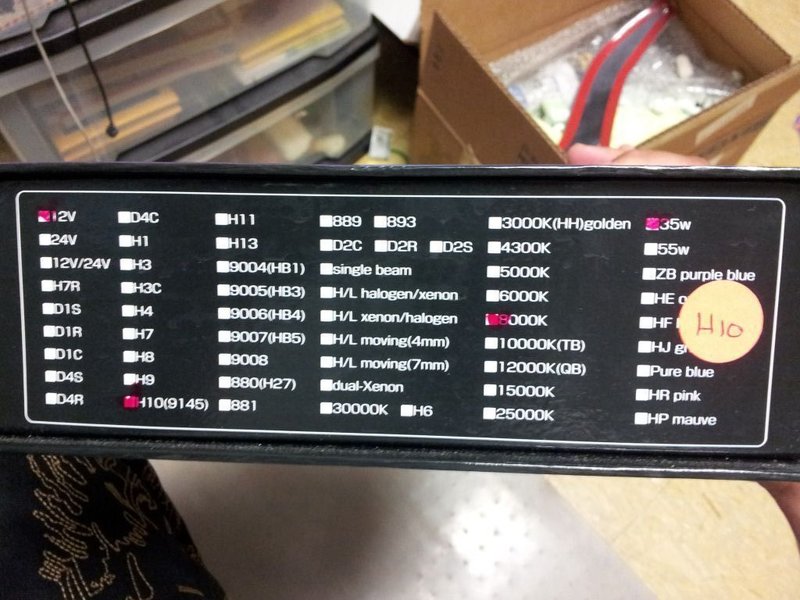 12V
24V
12V/24V
H7R
D1S
D1R
D1C
D4S
D4R
D4C
H1
H3
H3C
H4
H7
H8
H9
H10(9145)
H11
H13
9004(HB1)
9005(HB3)
9006(HB4)
9007(HB5)
9008
880(H27)
881
889 893
D2C D2R D2S
single beam
H/L halogen/xenon
H/L xenon/halogen
H/L moving(4mm)
H/L moving(7mm)
dual-Xenon
30000K H6
3000K(HH)golden
4300K
5000K
6000K
8000K
10000K(TB)
12000K(QB)
15000K
25000K
35w
55w
ZB purple blue
HE
HF
HJ
Pure blue
HR pink
HP mauve
H10